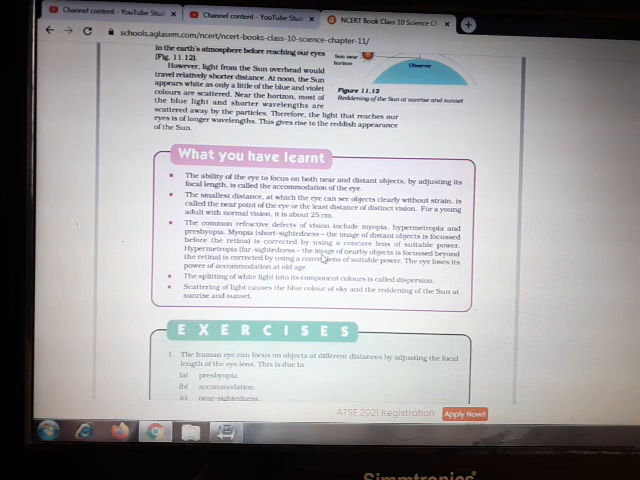 Channel content - YouTube Stud
Channel content - YouTube Stud
NCERT Book Class 10 Science C
schools.aglasem.com/ncert/ncert-books-class-10-science-chapter-11/
in the earth's atmosphere before reaching our eyes
(Fig. 11.12).
However, light from the Sun overhead would
travel relatively shorter distance. At noon, the Sun
appears white as only a little of the blue and violet
colours are scattered. Near the horizon, most of
the blue light and shorter wavelengths are
scattered away by the particles. Therefore, the light that reaches our
eyes is of longer wavelengths. This gives rise to the reddish appearance
of the Sun.
Sun near
horizon
Observer
Figure 11.12
Reddening of the Sun at sunrise and sunset
What you have learnt
The ability of the eye to focus on both near and distant objects, by adjusting its
focal length, is called the accommodation of the eye.
The smallest distance, at which the eye can see objects clearly without strain, is
called the near point of the eye or the least distance of distinct vision. For a young
adult with normal vision, it is about 25 cm.
The common refractive defects of vision include myopia, hypermetropia and
presbyopia. Myopia (short-sightedness – the image of distant objects is focussed
before the retina) is corrected by using a concave lens of suitable power.
Hypermetropia (far-sightedness – the image of nearby objects is focussed beyond
the retina) is corrected by using a convex lens of suitable power. The eye loses its
power of accommodation at old age.
The splitting of white light into its component colours is called dispersion.
Scattering of light causes the blue colour of sky and the reddening of the Sun at
sunrise and sunset.
EXERCISES
1. The human eye can focus on objects at different distances by adjusting the focal
length of the eye lens. This is due to
(a) presbyopia.
(b) accommodation.
(c) near-sightedness.
ATSE 2021 Registration
Apply Now!!
Simmtronics